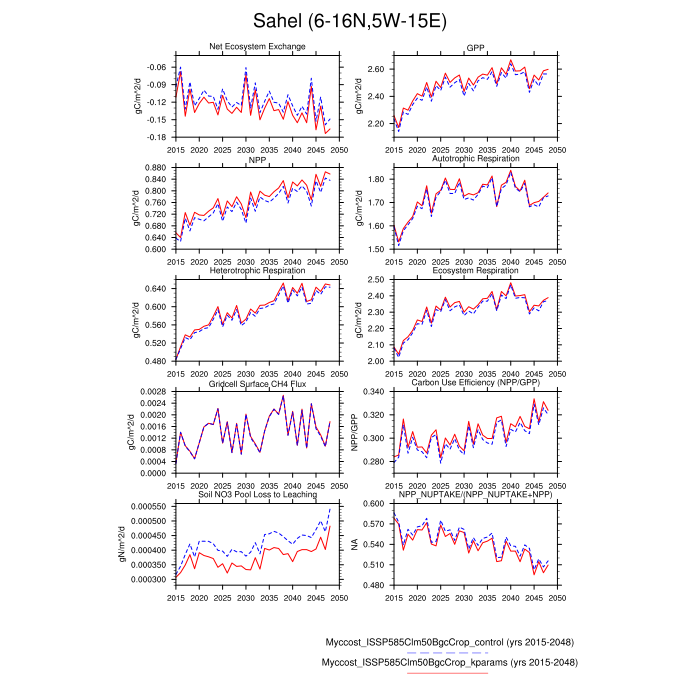 Sahel (6-16N,5W-15E)
Net Ecosystem Exchange
GPP
gC/m^2/d
-0.06
-0.09
-0.12
-0.15
-0.18
2015 2020 2025 2030 2035 2040 2045 2050
gC/m^2/d
2.60
2.40
2.20
2015 2020 2025 2030 2035 2040 2045 2050
NPP
Autotrophic Respiration
gC/m^2/d
0.880
0.840
0.800
0.760
0.720
0.680
0.640
0.600
2015 2020 2025 2030 2035 2040 2045 2050
gC/m^2/d
1.80
1.70
1.60
1.50
2015 2020 2025 2030 2035 2040 2045 2050
Heterotrophic Respiration
Ecosystem Respiration
gC/m^2/d
0.640
0.600
0.560
0.520
0.480
2015 2020 2025 2030 2035 2040 2045 2050
gC/m^2/d
2.50
2.40
2.30
2.20
2.10
2.00
2015 2020 2025 2030 2035 2040 2045 2050
Gridcell Surface CH4 Flux
Carbon Use Efficiency (NPP/GPP)
gC/m^2/d
0.0028
0.0024
0.0020
0.0016
0.0012
0.0008
0.0004
0.0000
2015 2020 2025 2030 2035 2040 2045 2050
NPP/GPP
0.340
0.320
0.300
0.280
2015 2020 2025 2030 2035 2040 2045 2050
Soil NO3 Pool Loss to Leaching
NPP_NUPTAKE/(NPP_NUPTAKE+NPP)
gN/m^2/d
0.000550
0.000500
0.000450
0.000400
0.000350
0.000300
2015 2020 2025 2030 2035 2040 2045 2050
NA
0.600
0.570
0.540
0.510
0.480
2015 2020 2025 2030 2035 2040 2045 2050
Myccost_ISSP585Clm50BgcCrop_control (yrs 2015-2048)
Myccost_ISSP585Clm50BgcCrop_kparams (yrs 2015-2048)